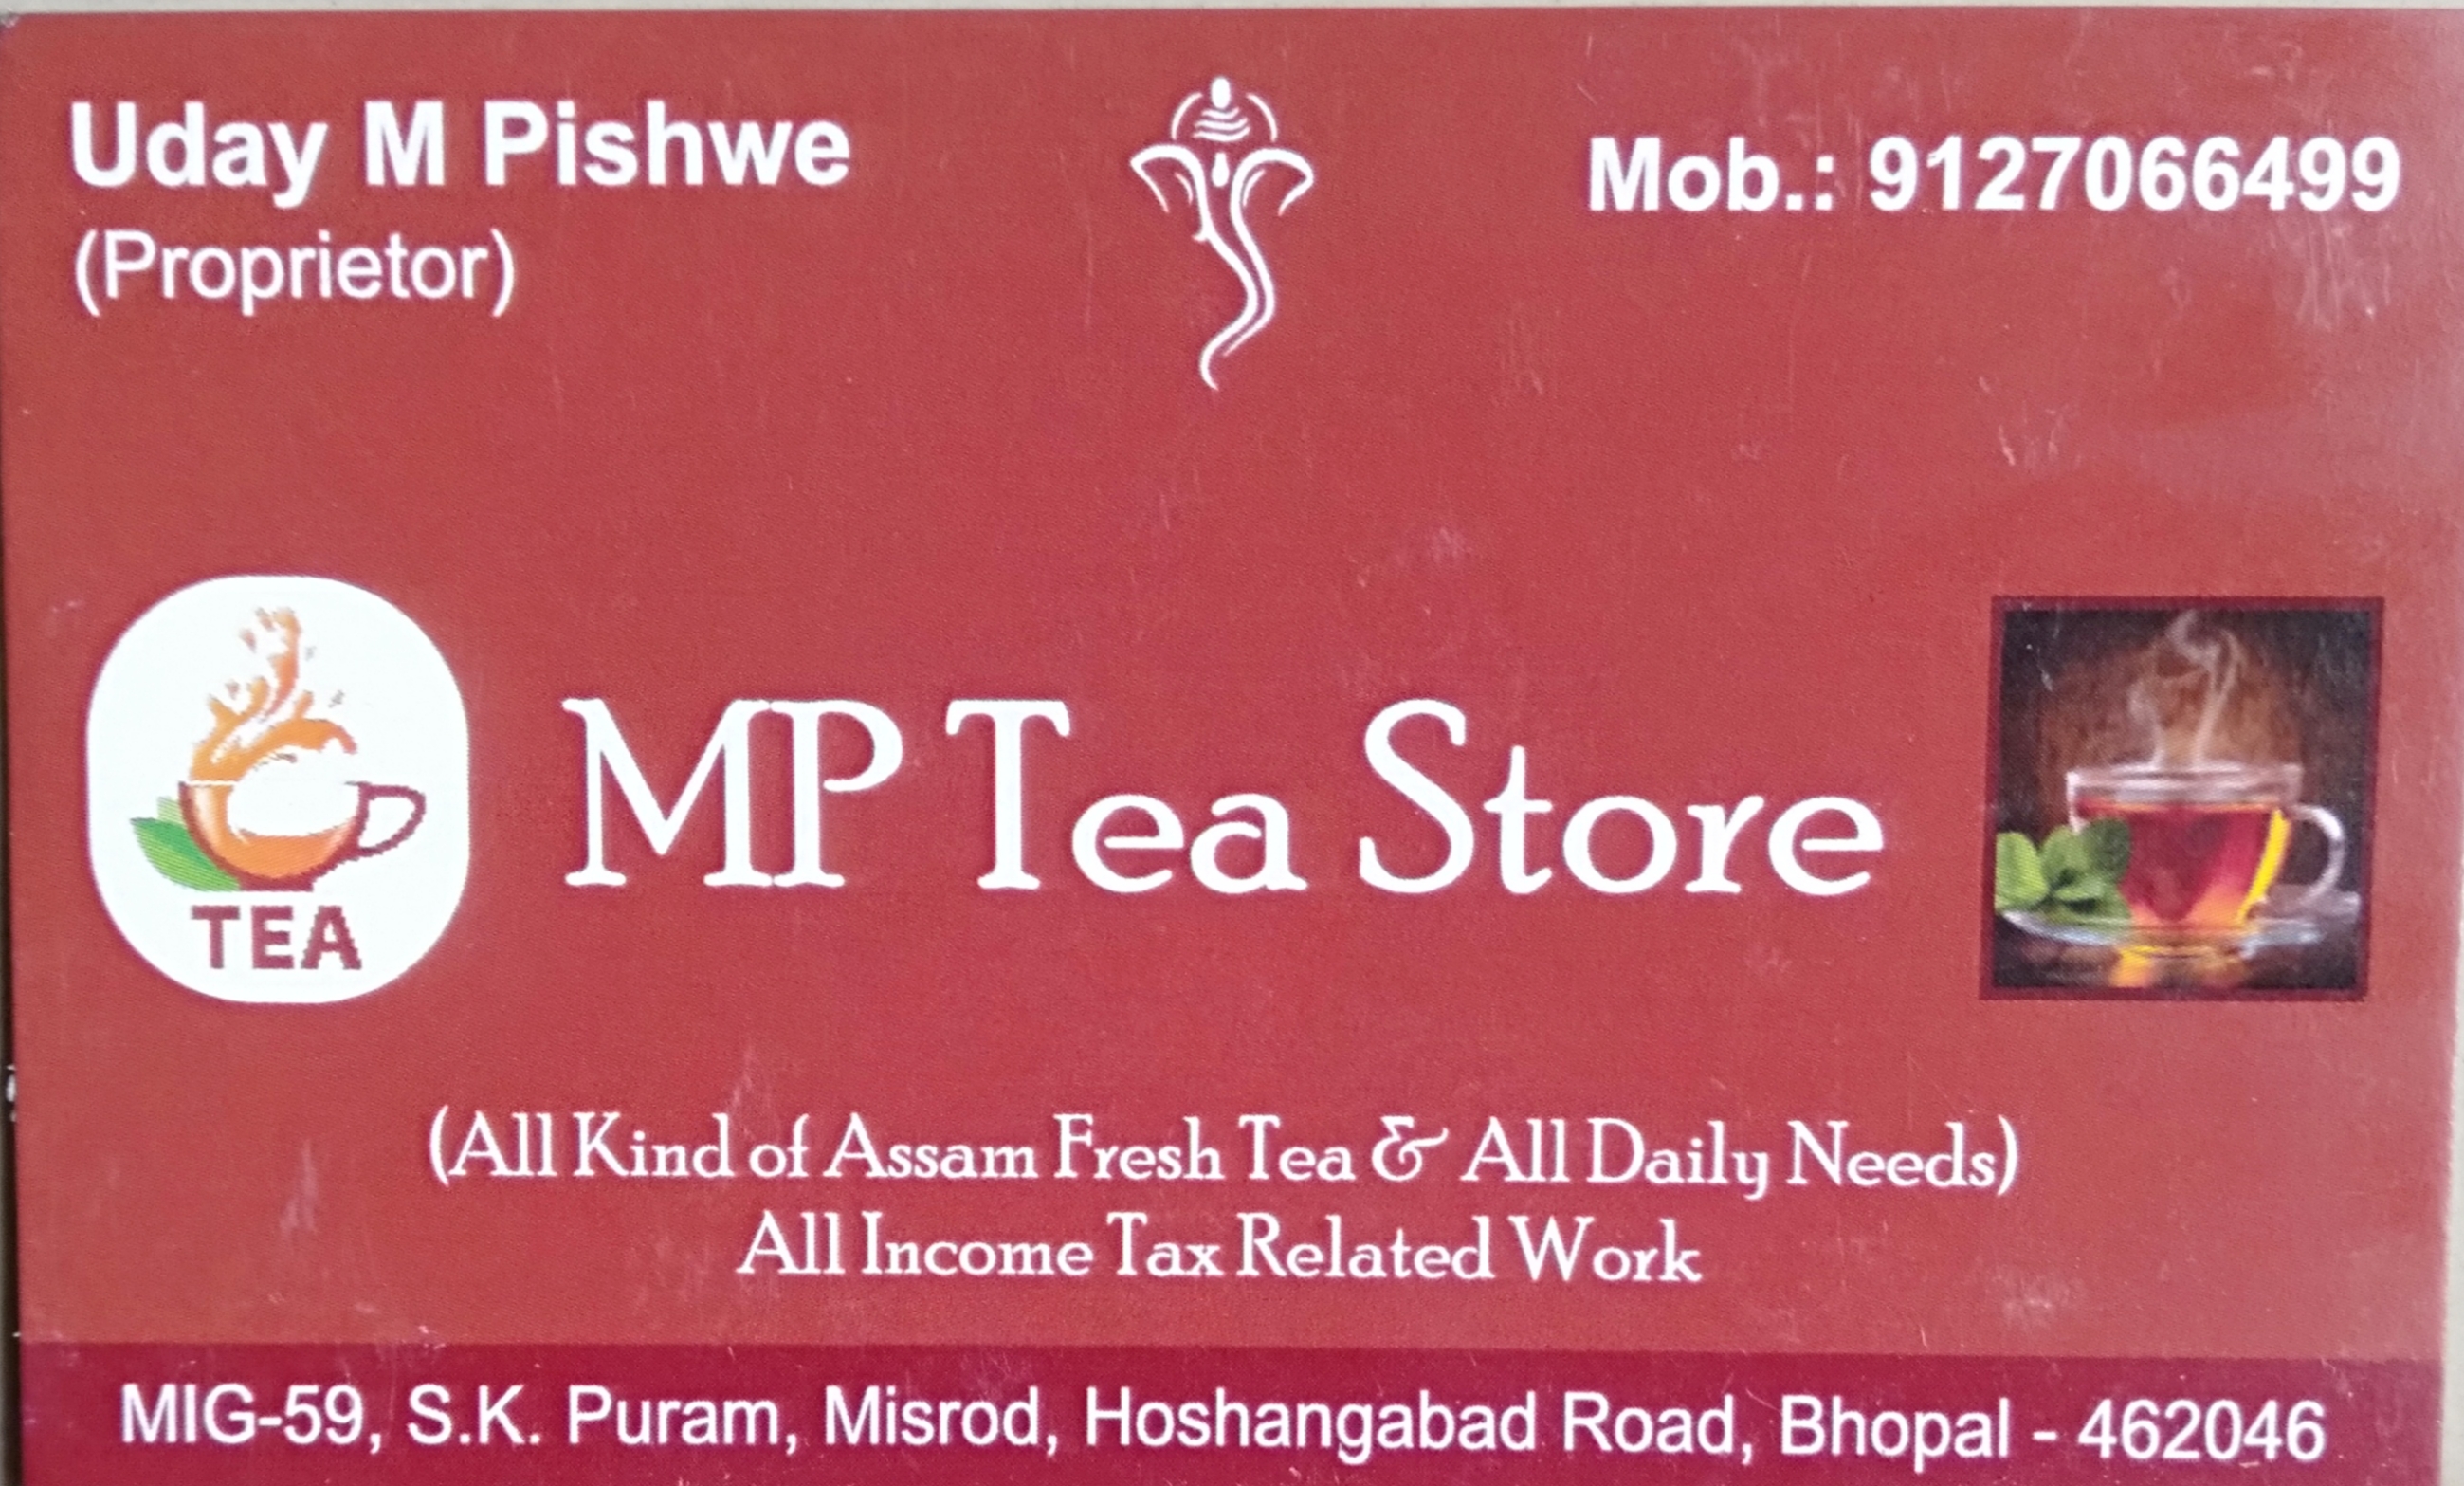 Uday M Pishwe
(Proprietor)
Mob.: 9127066499
TEA
MP Tea Store
(All Kind of Assam Fresh Tea & All Daily Needs)
All Income Tax Related Work
MIG-59, S.K. Puram, Misrod, Hoshangabad Road, Bhopal - 462046